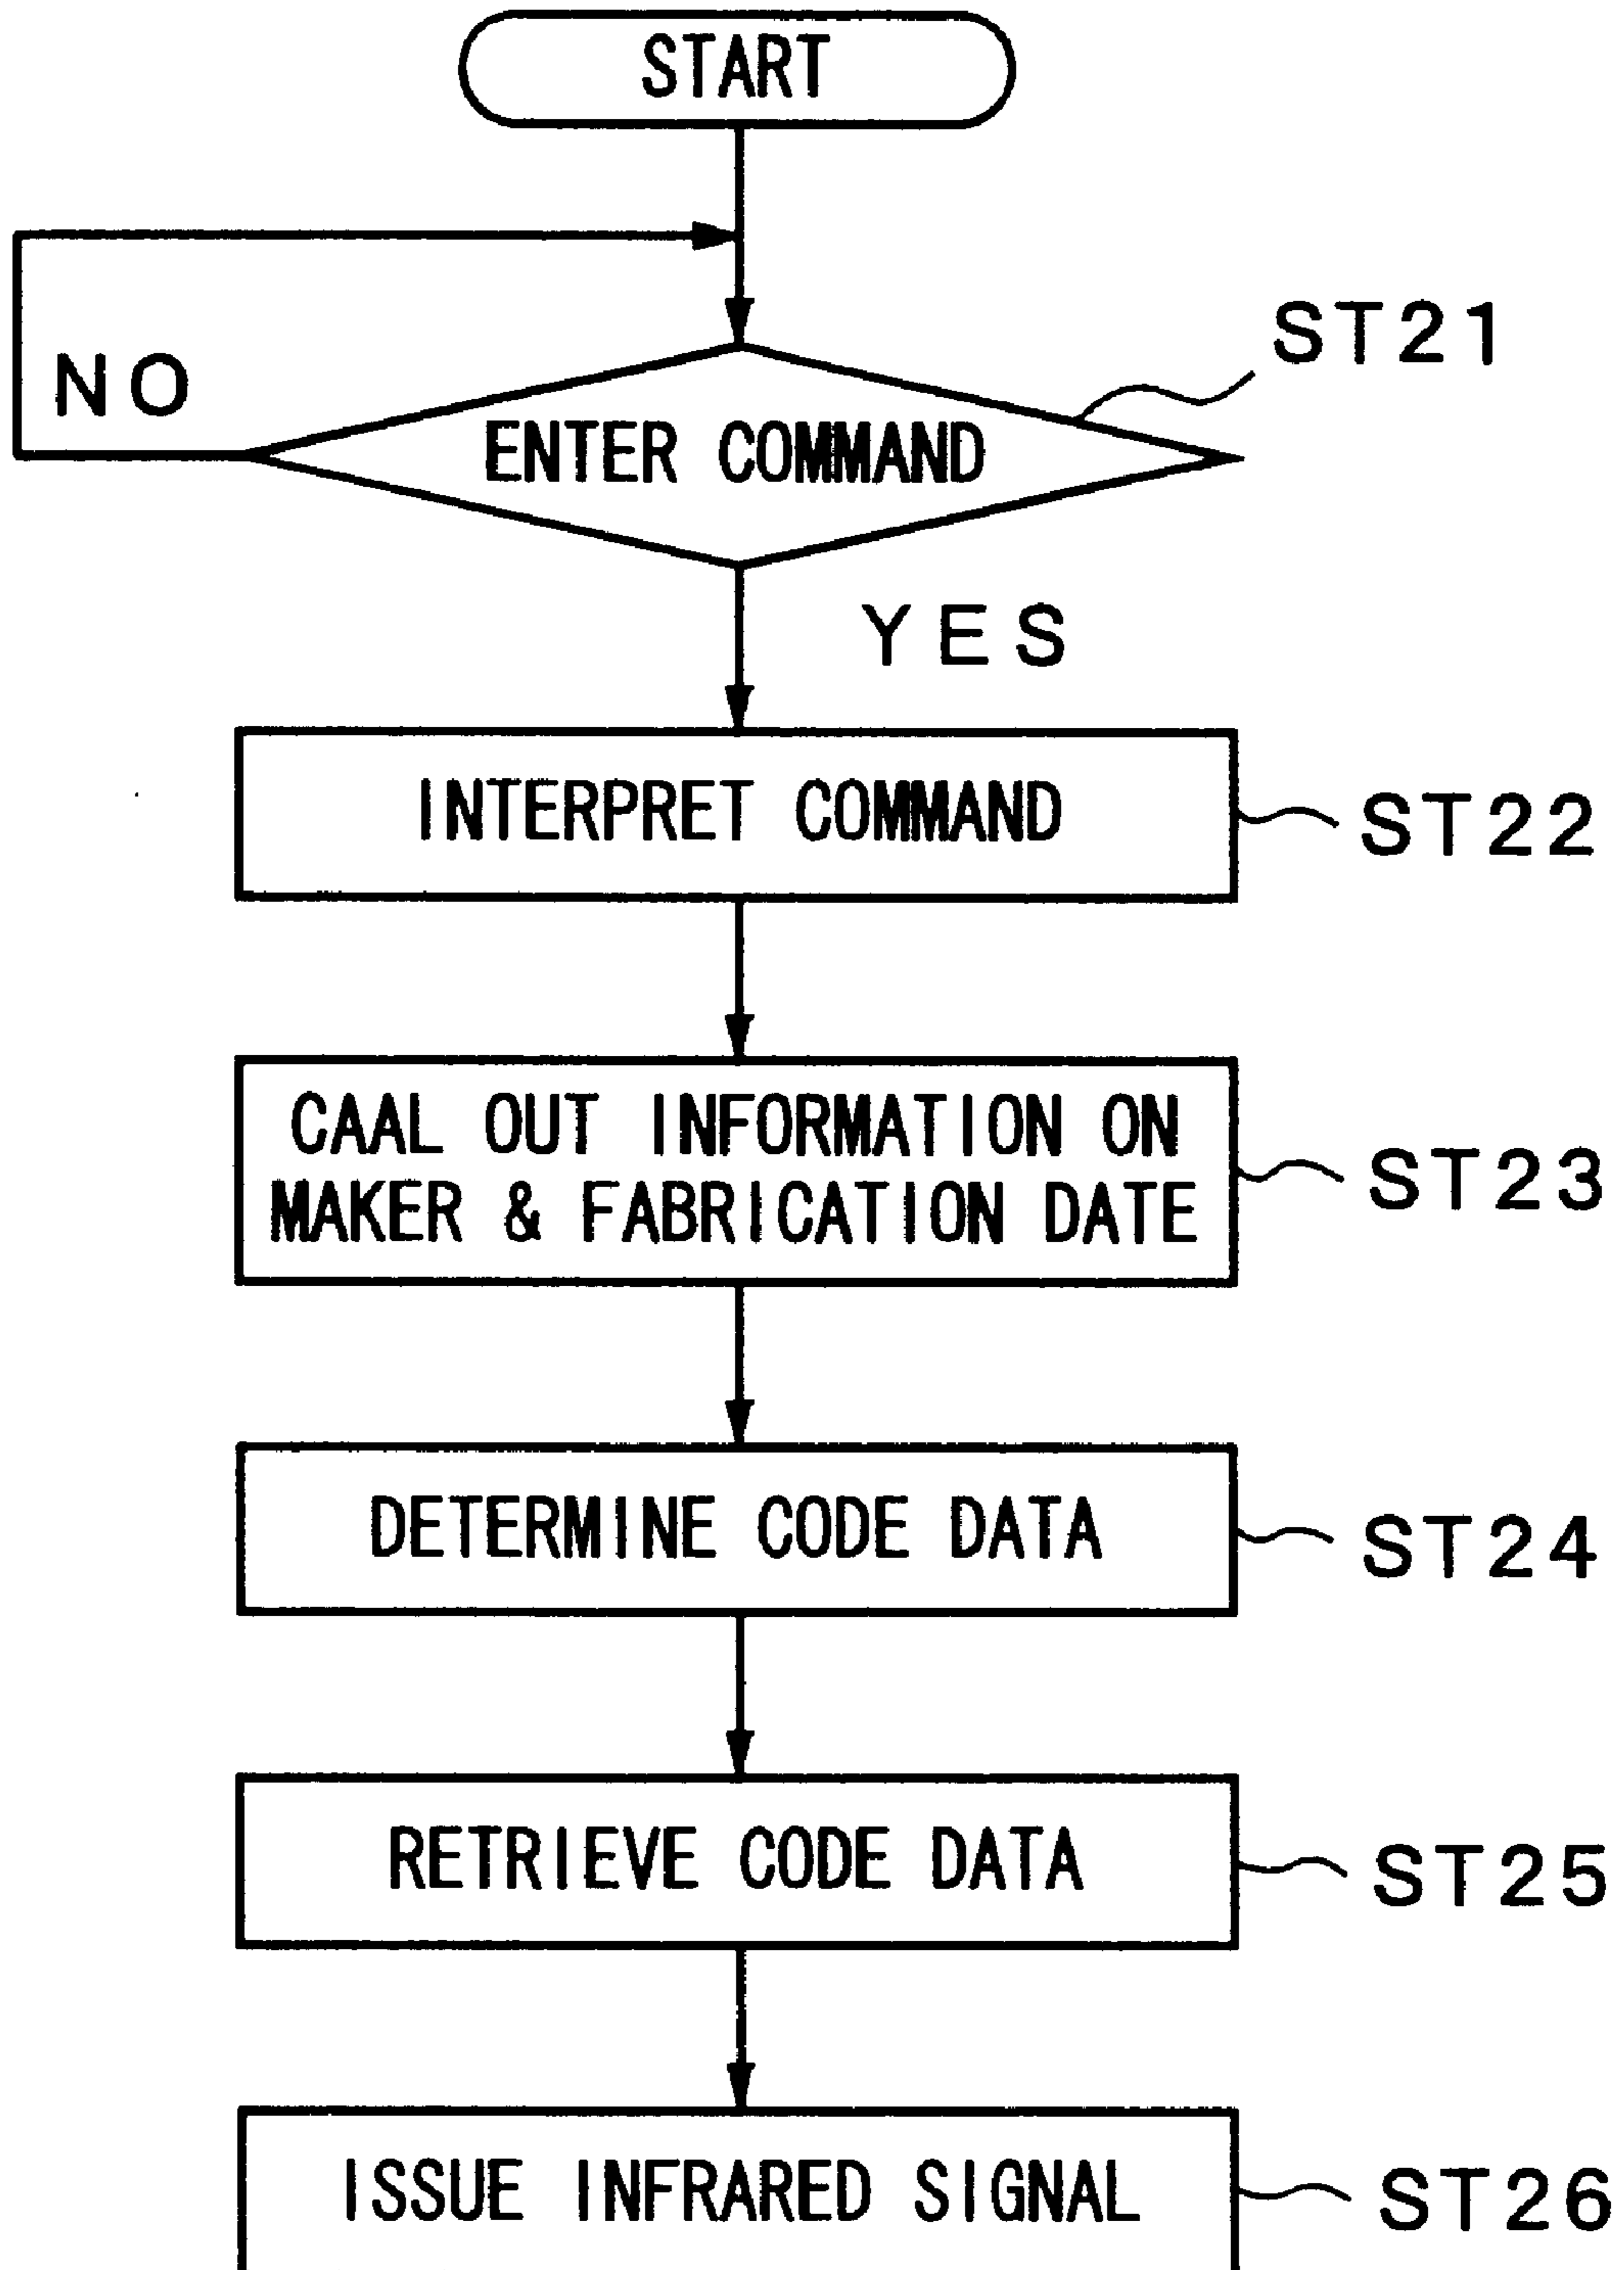 START
NO
ENTER COMMAND
ST21
YES
INTERPRET COMMAND
ST22
CAAL OUT INFORMATION ON
MAKER & FABRICATION DATE
ST23
DETERMINE CODE DATA
ST24
RETRIEVE CODE DATA
ST25
ISSUE INFRARED SIGNAL
ST26